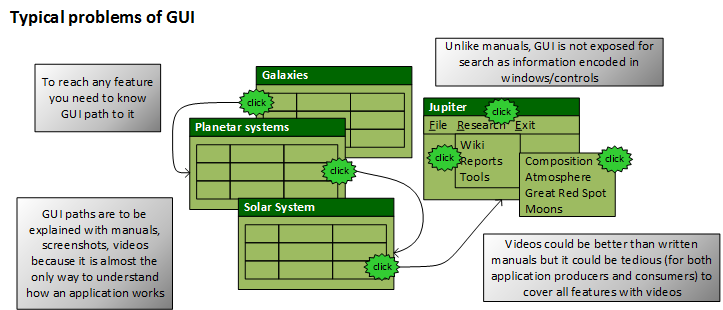 Typical problems of GUI
To reach any feature
you need to know
GUI path to it
Unlike manuals, GUI is not exposed for
search as information encoded in
windows/controls
Galaxies
click
Planetar systems
click
Solar System
click
Jupiter
click
File Research Exit
click
Wiki
Reports
Tools
click
Composition
Atmosphere
Great Red Spot
Moons
GUI paths are to be
explained with manuals,
screenshots, videos
because it is almost the
only way to understand
how an application works
Videos could be better than written
manuals but it could be tedious (for both
application producers and consumers) to
cover all features with videos